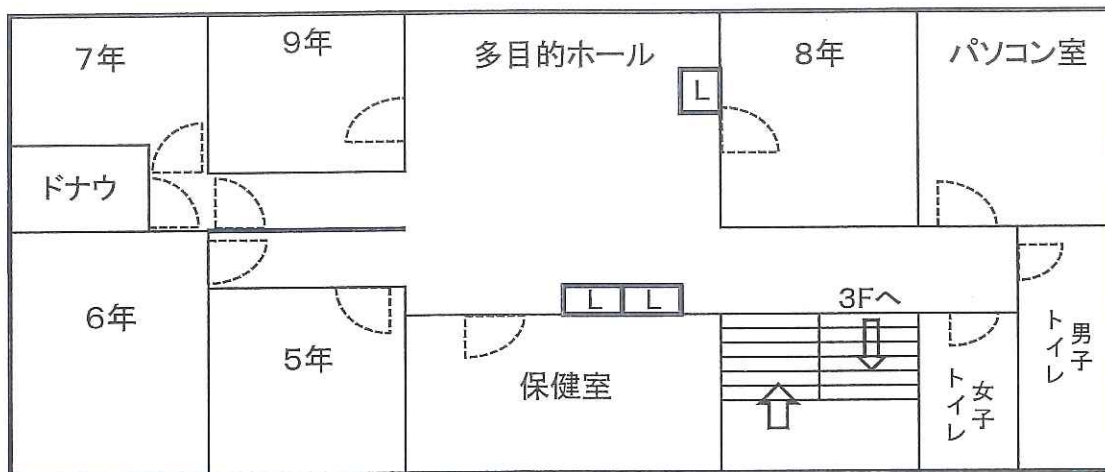 7年
9年
多目的ホール
L
8年
パソコン室
ドナウ
6年
5年
L
L
保健室
3Fへ
女子
トイレ
男子
トイレ